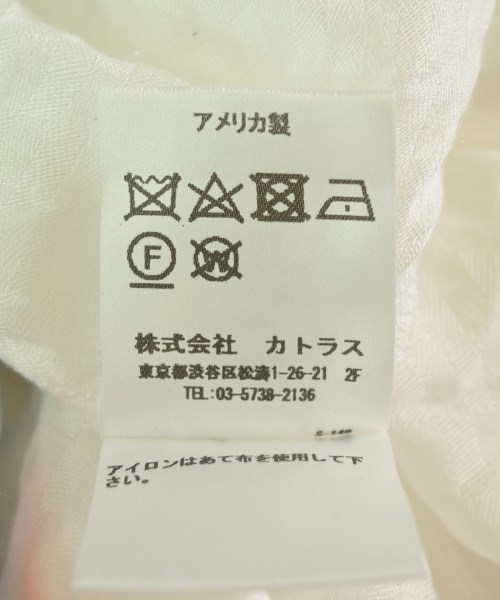 アメリカ製
F
W
株式会社 カトラス
東京都渋谷区松濤1-26-21 2F
TEL:03-5738-2136
アイロンはあて布を使用して下
さい。